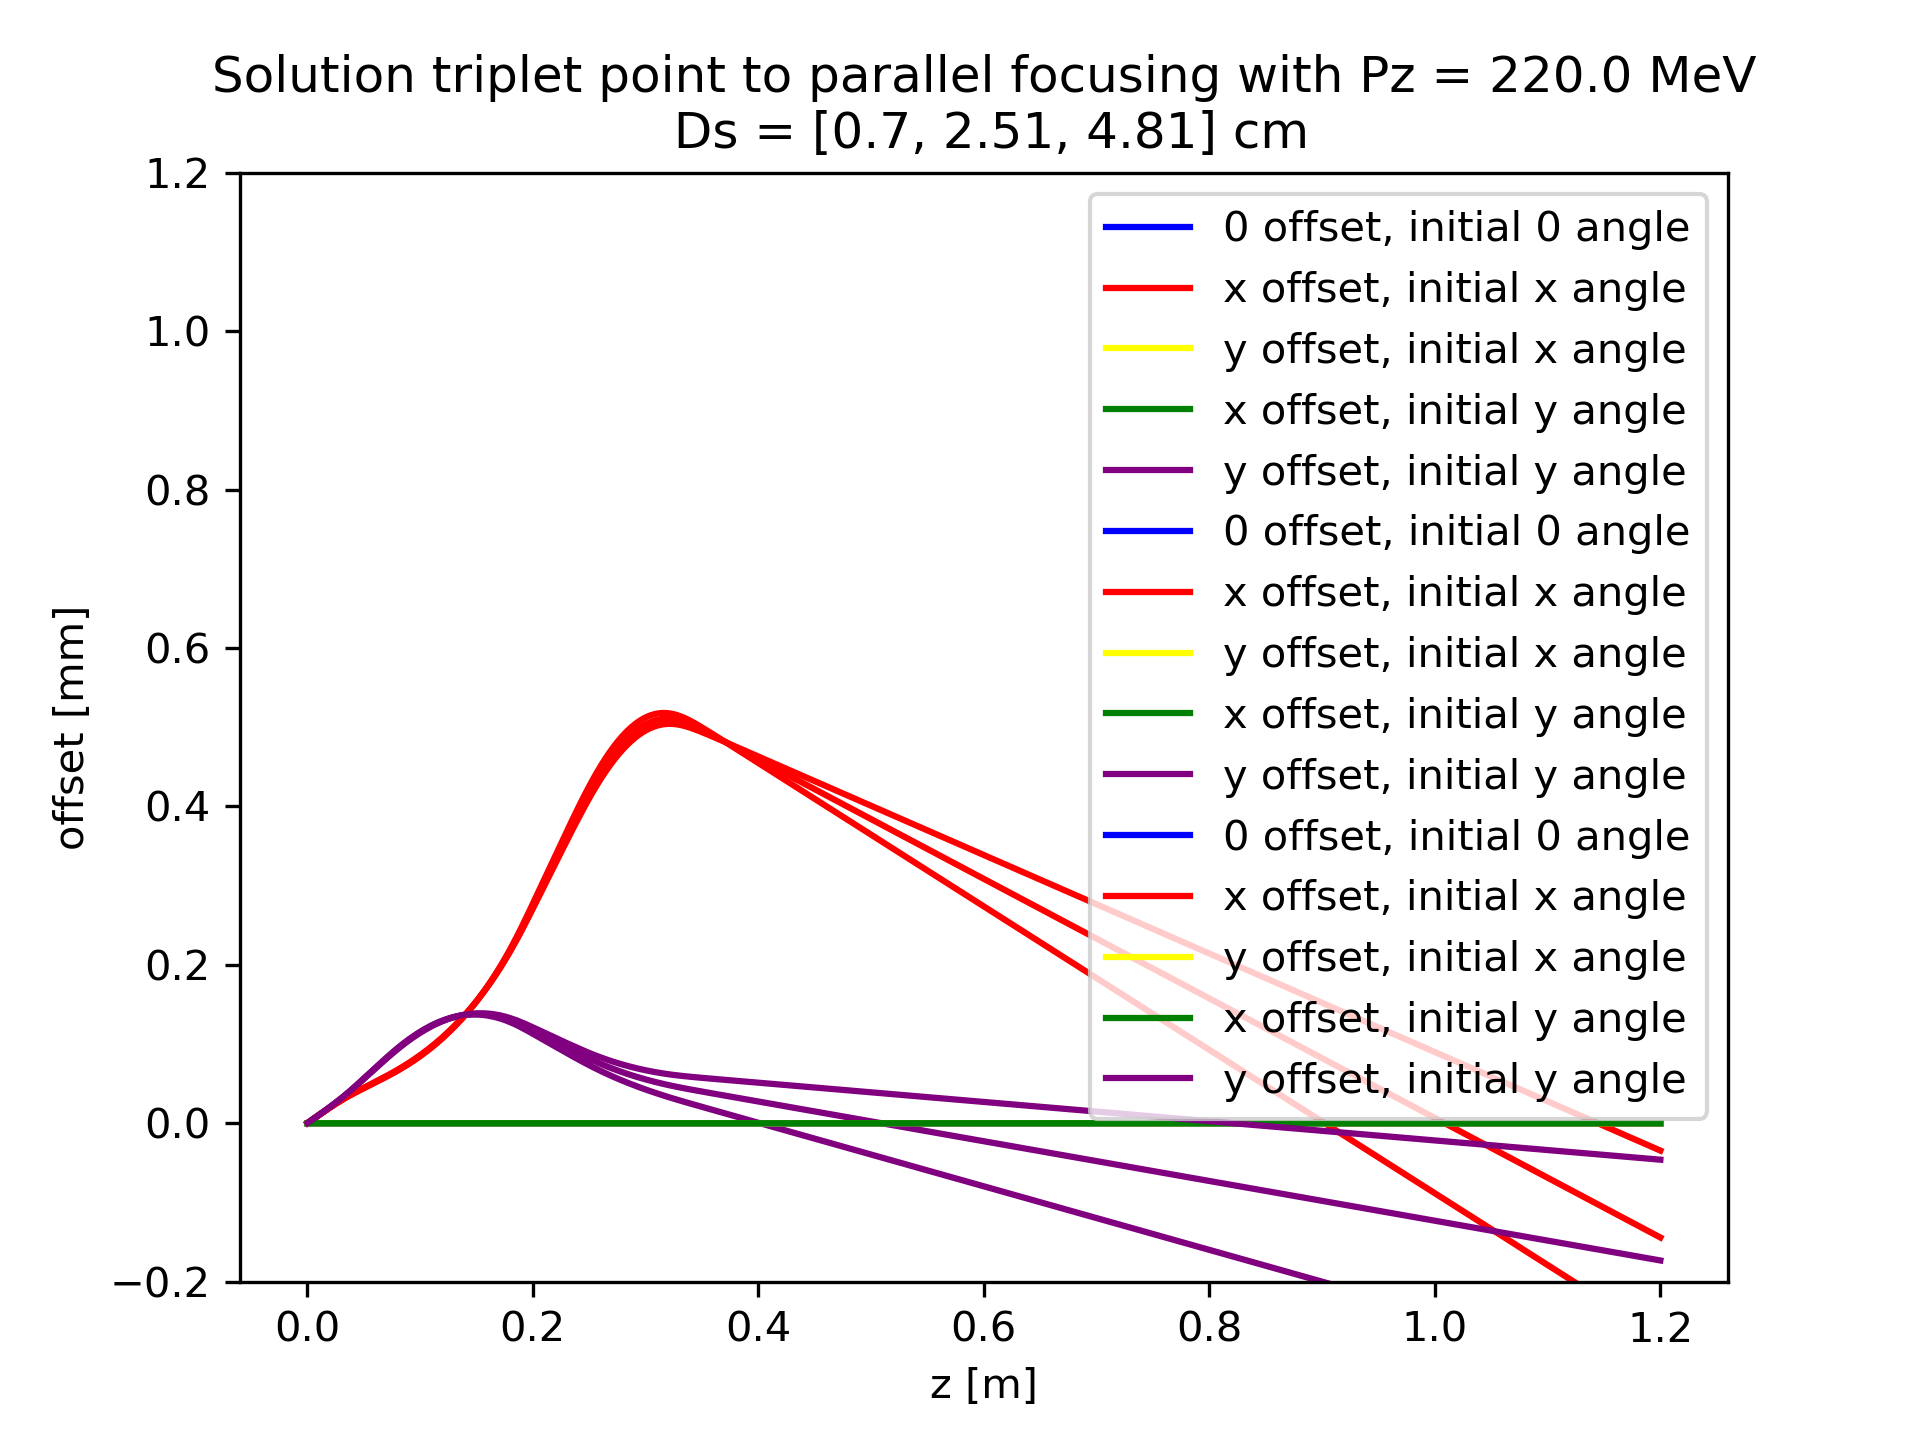 Solution triplet point to parallel focusing with Pz = 220.0 MeV
Ds = [0.7, 2.51, 4.81] cm
1.2
1.0
0.8
0.6
0.4
0.2
0.0
−0.2
offset [mm]
0 offset, initial 0 angle
x offset, initial x angle
y offset, initial x angle
x offset, initial y angle
y offset, initial y angle
0 offset, initial 0 angle
x offset, initial x angle
y offset, initial x angle
x offset, initial y angle
y offset, initial y angle
0 offset, initial 0 angle
x offset, initial x angle
y offset, initial x angle
x offset, initial y angle
y offset, initial y angle
0.0 0.2 0.4 0.6 0.8 1.0 1.2
z [m]